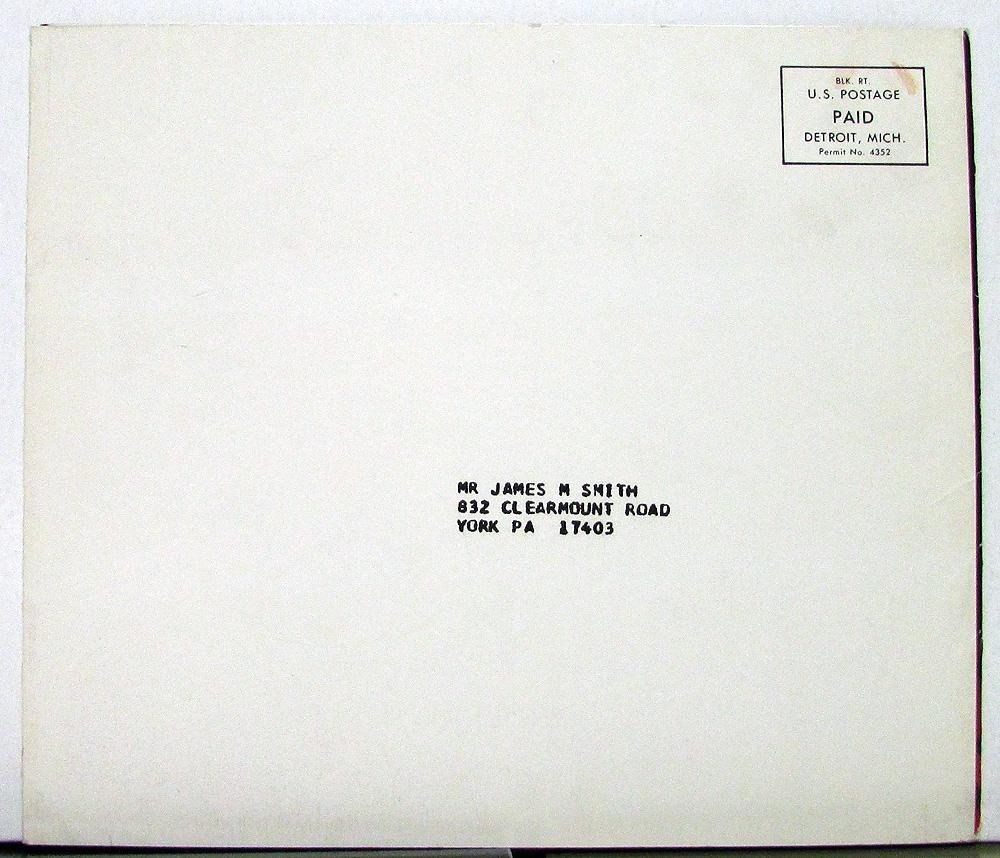 BLK. RT.
U.S. POSTAGE
PAID
DETROIT, MICH.
Permit No. 4352
MR JAMES M SMITH
832 CLEARMOUNT ROAD
YORK PA 17403